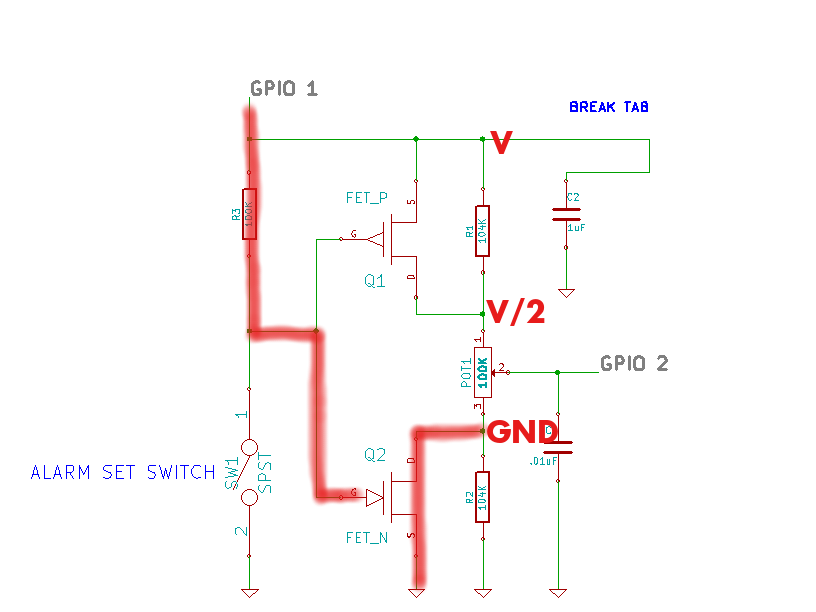 GPIO 1
BREAK TAB
V
FET_P
S
G
D
Q1
R3
100K
R1
104K
C2
1uF
V/2
1
POT1
100K
2
3
GPIO 2
GND
C
.01uF
1
ALARM SET SWITCH
SW1
SPST
2
Q2
D
G
S
FET_N
R2
104K